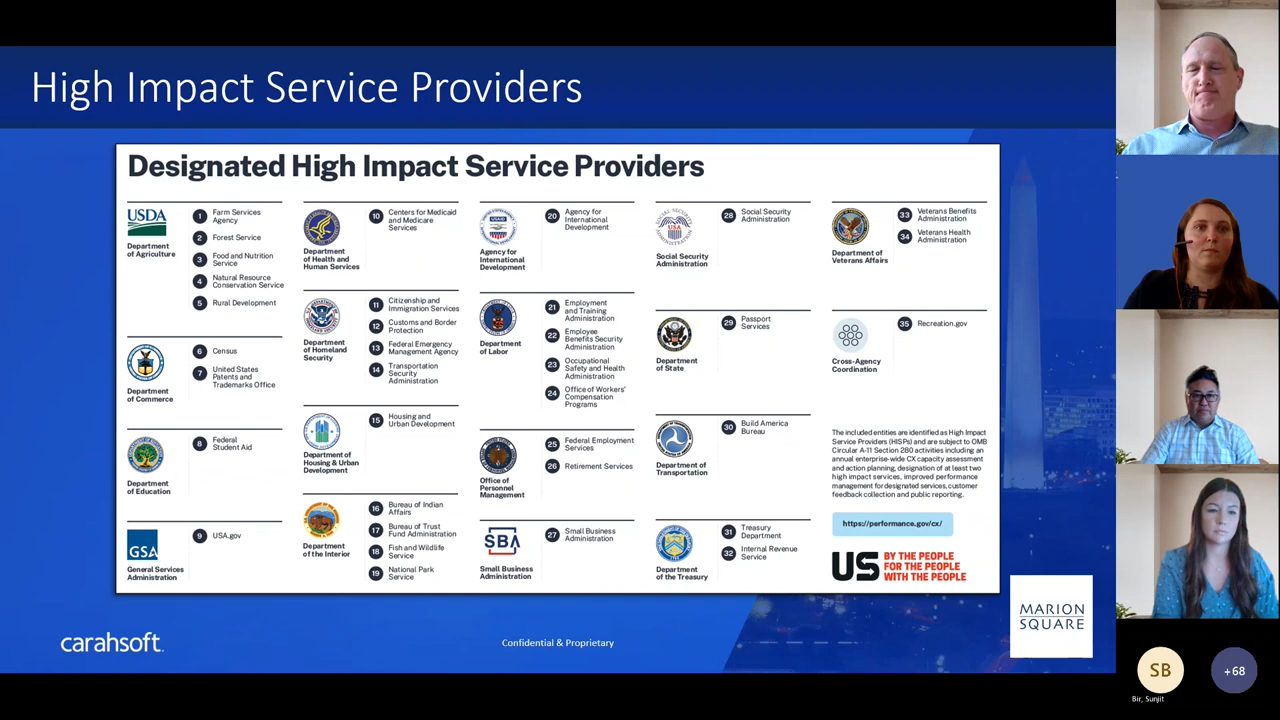 High Impact Service Providers
Designated High Impact Service Providers
USDA
Department
of Agriculture
1 Farm Services
Agency
2 Forest Service
3 Food and Nutrition
Service
4 Natural Resource
Conservation Service
5 Rural Development
Department
of Commerce
6 Census
7 United States
Patents and
Trademarks Office
Department
of Education
8 Federal
Student Aid
GSA
General Services
Administration
9 USA.gov
Department
of Health and
Human Services
10 Centers for Medicaid
and Medicare
Services
Department
of Homeland
Security
11 Citizenship and
Immigration Services
12 Customs and Border
Protection
13 Federal Emergency
Management Agency
14 Transportation
Security
Administration
Department of
Housing & Urban
Development
15 Housing and
Urban Development
Department
of the Interior
16 Bureau of Indian
Affairs
17 Bureau of Trust
Fund Administration
18 Fish and Wildlife
Service
19 National Park
Service
Agency for
International
Development
20 Agency for
International
Development
Department
of Labor
21 Employment
and Training
Administration
22 Employee
Benefits Security
Administration
23 Occupational
Safety and Health
Administration
24 Office of Workers'
Compensation
Programs
Office of
Personnel
Management
25 Federal Employment
Services
26 Retirement Services
SBA
Small Business
Administration
27 Small Business
Administration
SOCIAL SECURITY
USA
ADMINISTRATION
Social Security
Administration
28 Social Security
Administration
Department
of State
29 Passport
Services
Department of
Transportation
30 Build America
Bureau
Department
of the Treasury
31 Treasury
Department
32 Internal Revenue
Service
Department of
Veterans Affairs
33 Veterans Benefits
Administration
34 Veterans Health
Administration
Cross-Agency
Coordination
35 Recreation.gov
The included entities are identified as High Impact
Service Providers (HISPs) and are subject to OMB
Circular A-11 Section 280 activities including an
annual enterprise-wide CX capacity assessment
and action planning, designation of at least two
high impact services, improved performance
management for designated services, customer
feedback collection and public reporting.
https://performance.gov/cx/
US BY THE PEOPLE
FOR THE PEOPLE
WITH THE PEOPLE
carahsoft.
Confidential & Proprietary
MARION
SQUARE
SB
+68
Bir, Sunjit